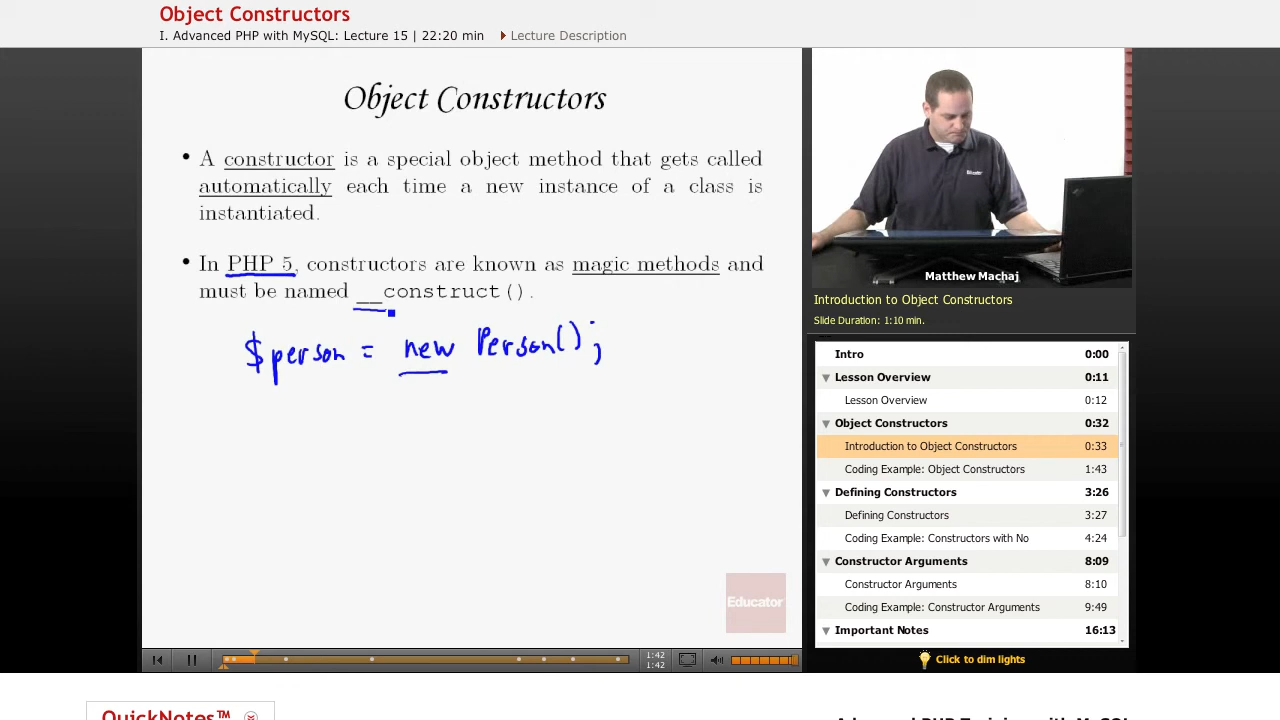 Object Constructors
I. Advanced PHP with MySQL: Lecture 15 | 22:20 min Lecture Description
Object Constructors
• A constructor is a special object method that gets called
automatically each time a new instance of a class is
instantiated.
• In PHP 5, constructors are known as magic methods and
must be named __construct().
$person = new Person();
Educator
1:42
1:42
Educator
Matthew Machaj
Introduction to Object Constructors
Slide Duration: 1:10 min.
Intro 0:00
Lesson Overview 0:11
Lesson Overview 0:12
Object Constructors 0:32
Introduction to Object Constructors 0:33
Coding Example: Object Constructors 1:43
Defining Constructors 3:26
Defining Constructors 3:27
Coding Example: Constructors with No 4:24
Constructor Arguments 8:09
Constructor Arguments 8:10
Coding Example: Constructor Arguments 9:49
Important Notes 16:13
Click to dim lights
QuickNotes™
Advanced PHP Training with MySQL